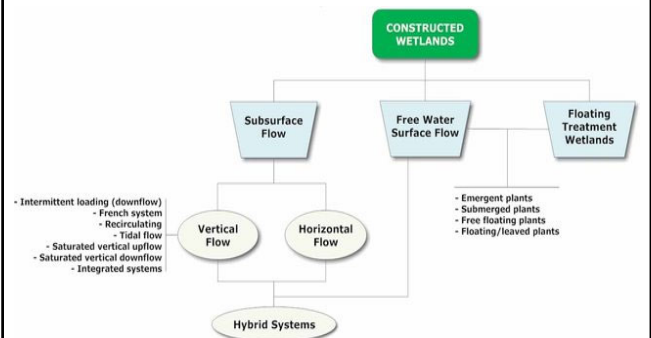 CONSTRUCTED
WETLANDS
Subsurface
Flow
Free Water
Surface Flow
Floating
Treatment
Wetlands
- Intermittent loading (downflow)
- French system
- Recirculating
- Tidal flow
- Saturated vertical upflow
- Saturated vertical downflow
- Integrated systems
Vertical
Flow
Horizontal
Flow
- Emergent plants
- Submerged plants
- Free floating plants
- Floating/leaved plants
Hybrid Systems